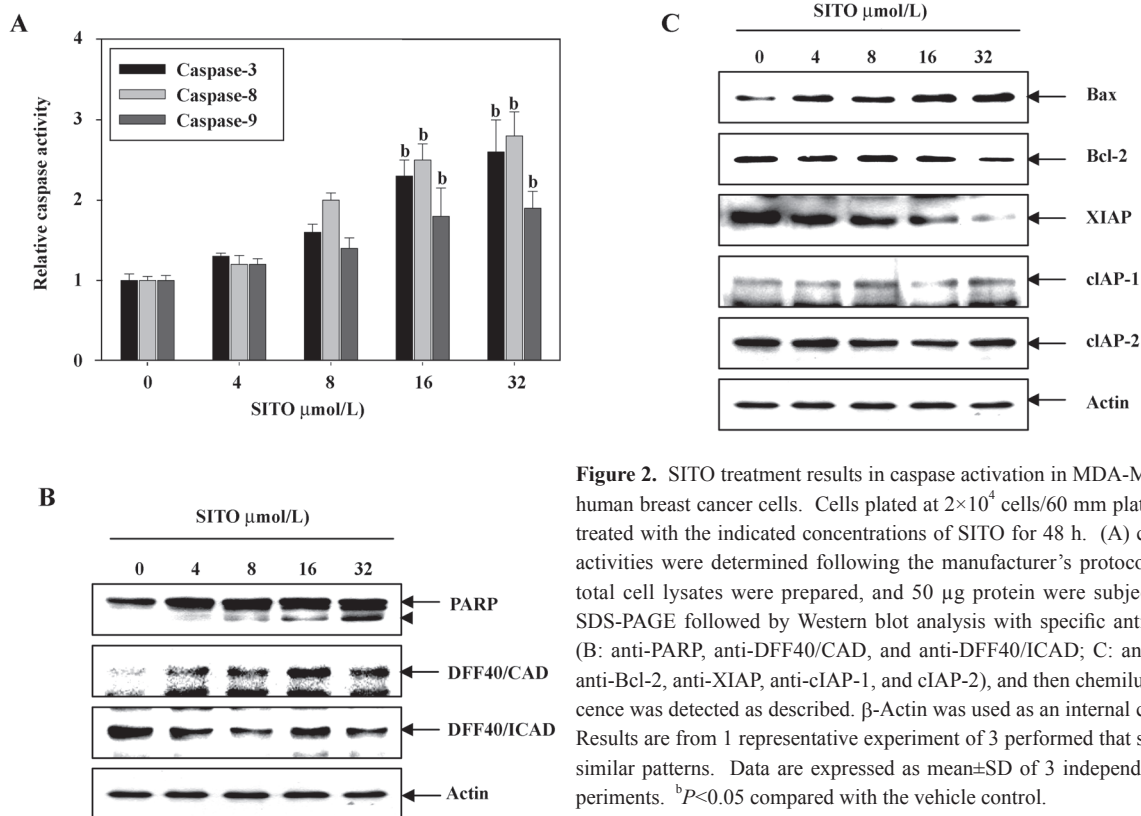 A
4
3
2
1
0
Relative caspase activity
Caspase-3
Caspase-8
Caspase-9
b b b b b b
0 4 8 16 32
SITO μmol/L)
B
SITO μmol/L)
0 4 8 16 32
PARP
DFF40/CAD
DFF40/ICAD
Actin
C
SITO μmol/L)
0 4 8 16 32
Bax
Bcl-2
XIAP
cIAP-1
cIAP-2
Actin
Figure 2. SITO treatment results in caspase activation in MDA-M
human breast cancer cells. Cells plated at 2×10⁴ cells/60 mm plat
treated with the indicated concentrations of SITO for 48 h. (A) c
activities were determined following the manufacturer's protoco
total cell lysates were prepared, and 50 µg protein were subje
SDS-PAGE followed by Western blot analysis with specific anti
(B: anti-PARP, anti-DFF40/CAD, and anti-DFF40/ICAD; C: an
anti-Bcl-2, anti-XIAP, anti-cIAP-1, and cIAP-2), and then chemilu
cence was detected as described. β-Actin was used as an internal c
Results are from 1 representative experiment of 3 performed that s
similar patterns. Data are expressed as mean±SD of 3 independ
periments. ᵇP<0.05 compared with the vehicle control.